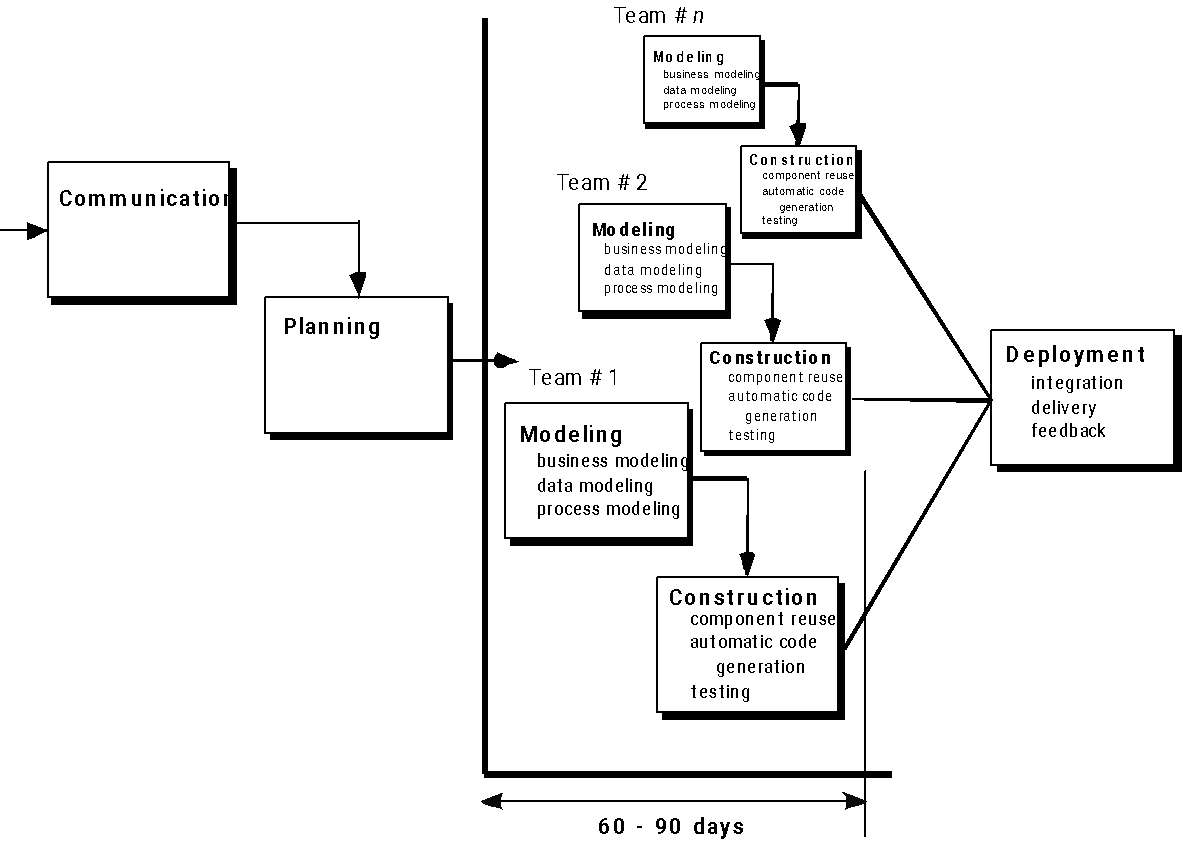 Team # n
Modeling
business modeling
data modeling
process modeling
Construction
component reuse
automatic code
generation
testing
Team # 2
Modeling
business modeling
data modeling
process modeling
Construction
component reuse
automatic code
generation
testing
Communication
Planning
Team # 1
Modeling
business modeling
data modeling
process modeling
Construction
component reuse
automatic code
generation
testing
Deployment
integration
delivery
feedback
60 - 90 days